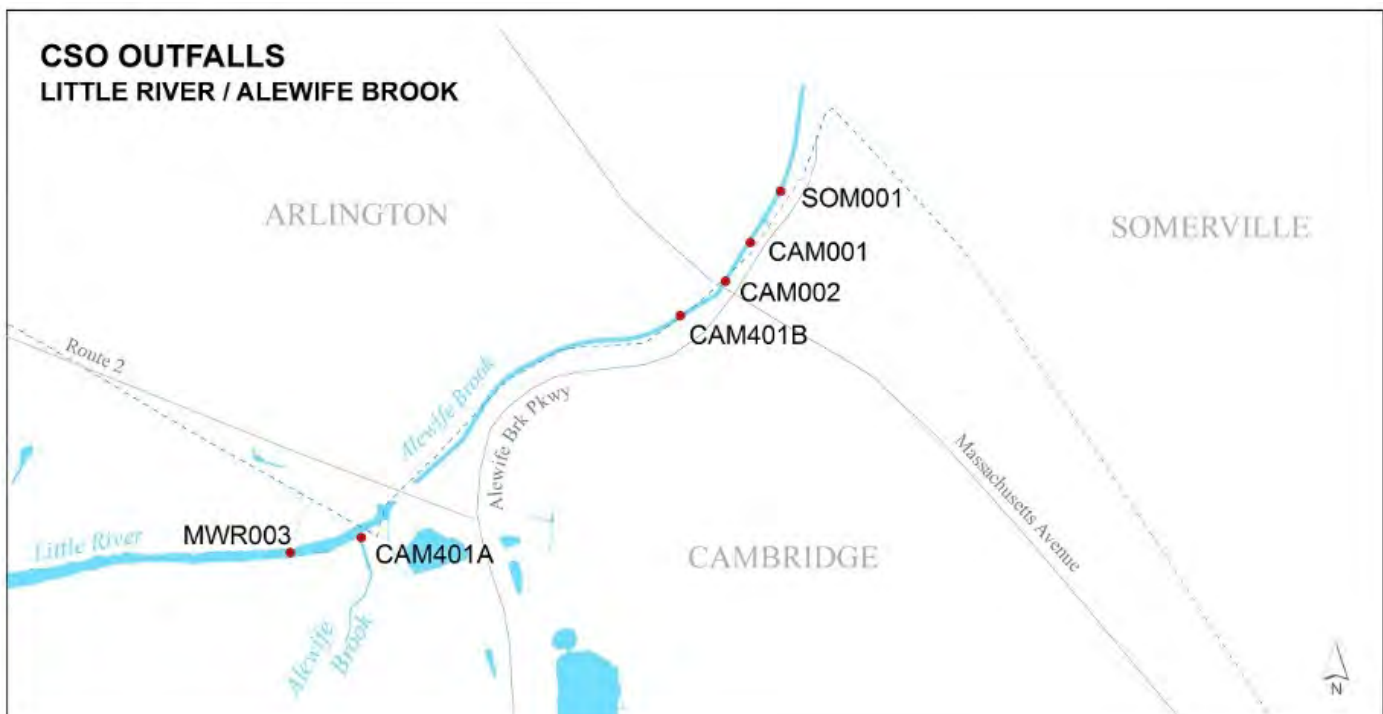 CSO OUTFALLS
LITTLE RIVER / ALEWIFE BROOK
ARLINGTON
SOMERVILLE
SOM001
CAM001
CAM002
CAM401B
Route 2
Alewife Brook
Alewife Brk Pkwy
Massachusetts Avenue
Little River
MWR003
CAM401A
CAMBRIDGE
Alewife
Brook
N